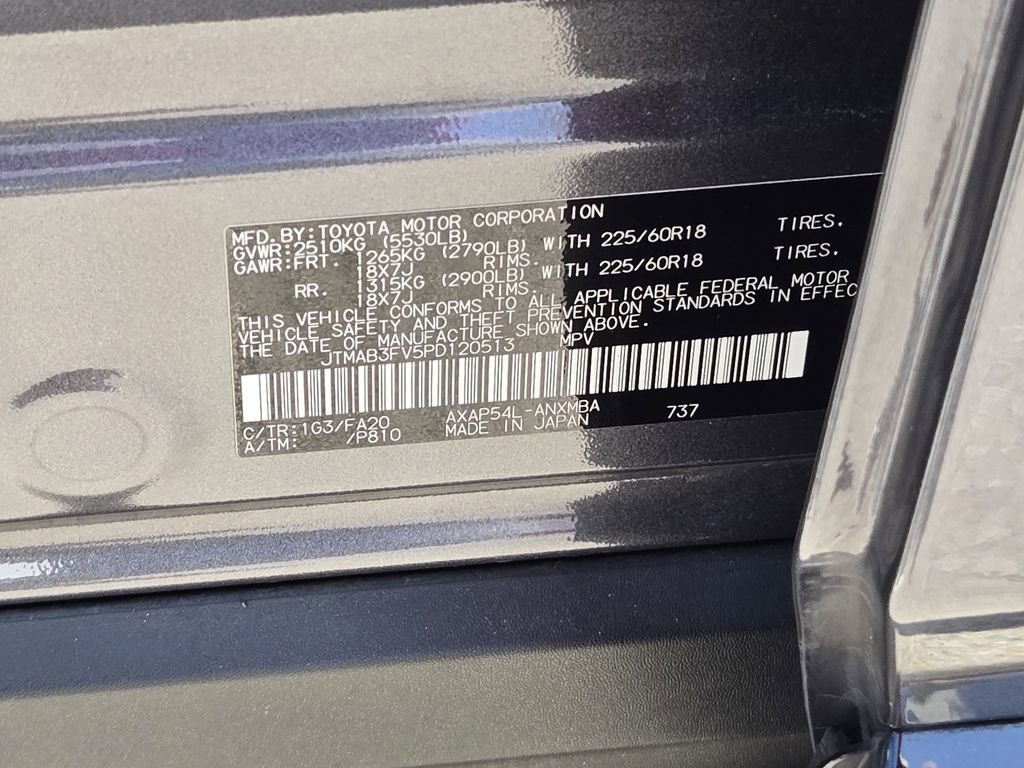 MFD.BY:TOYOTA MOTOR CORPORATION
GVWR:2510KG (5530LB)
GAWR:FRT. 1265KG (2790LB) WITH 225/60R18 TIRES.
18X7J RIMS.
RR. 1315KG (2900LB) WITH 225/60R18 TIRES.
18X7J RIMS.
THIS VEHICLE CONFORMS TO ALL APPLICABLE FEDERAL MOTOR
VEHICLE SAFETY AND THEFT PREVENTION STANDARDS IN EFFEC
THE DATE OF MANUFACTURE SHOWN ABOVE.
JTMAB3FV5PD120513 MPV
C/TR:1G3/FA20 AXAP54L-ANXMBA 737
A/TM: /P810 MADE IN JAPAN